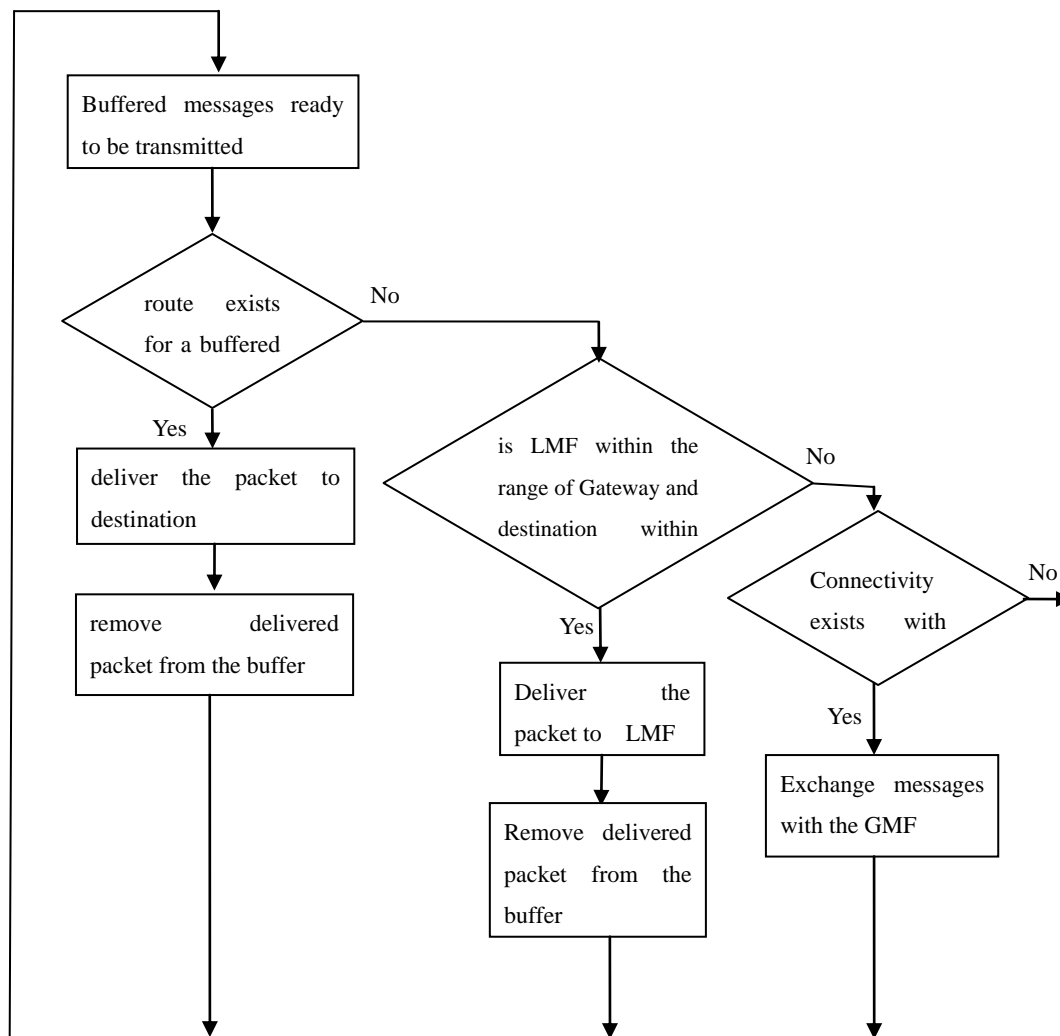 Buffered messages ready
to be transmitted
route exists
for a buffered
No
Yes
deliver the packet to
destination
remove delivered
packet from the buffer
is LMF within the
range of Gateway and
destination within
No
Yes
Deliver the
packet to LMF
Remove delivered
packet from the
buffer
Connectivity
exists with
No
Yes
Exchange messages
with the GMF